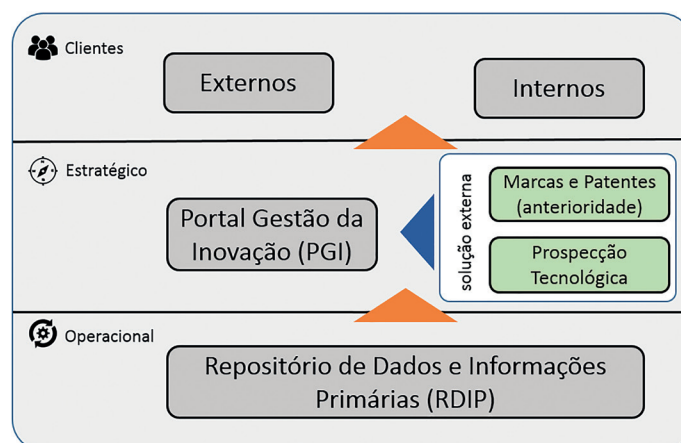 Clientes
Externos
Internos
Estratégico
Portal Gestão da
Inovação (PGI)
solução externa
Marcas e Patentes
(anterioridade)
Prospecção
Tecnológica
Operacional
Repositório de Dados e Informações
Primárias (RDIP)